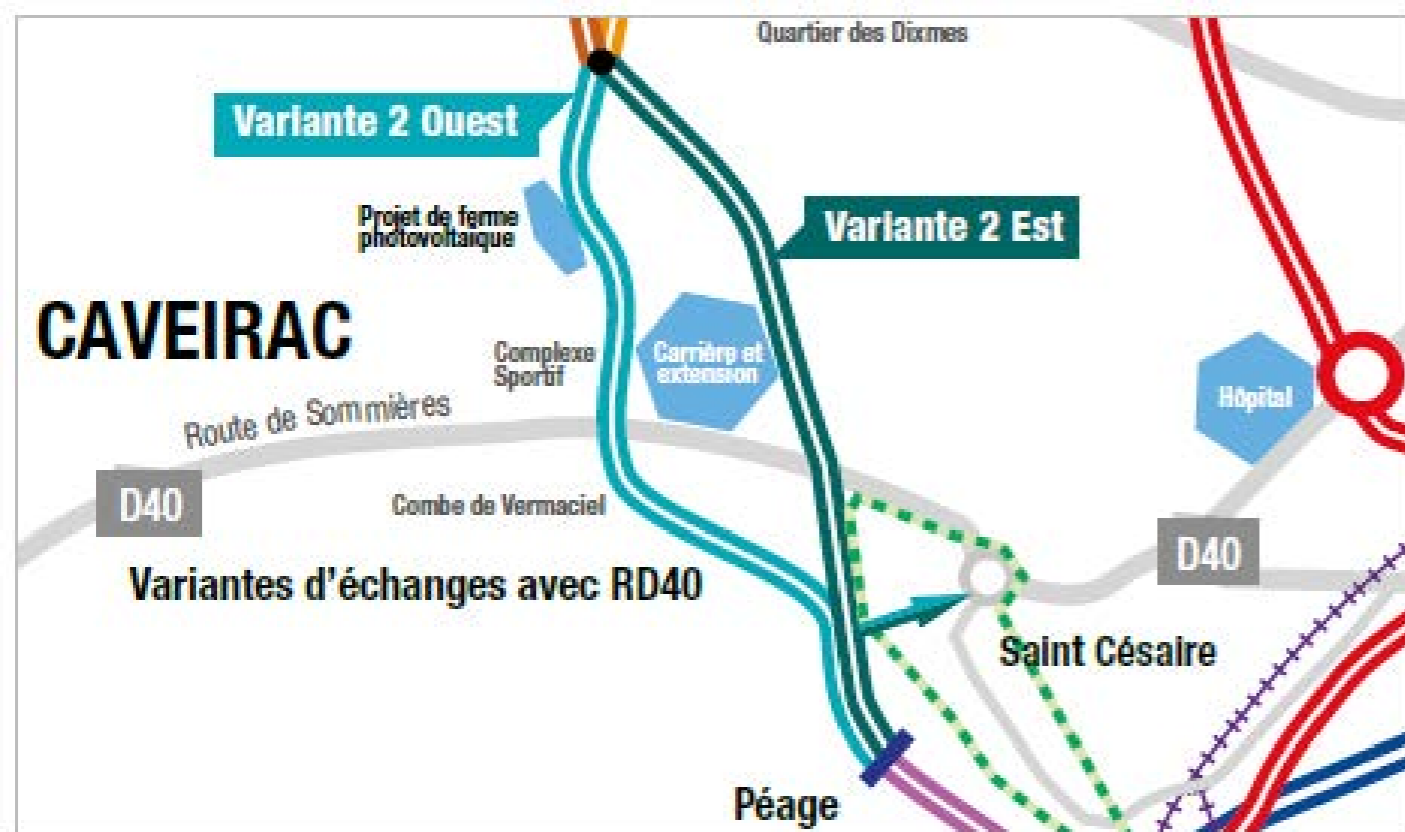 Quartier des Dixmes
Variante 2 Ouest
Projet de ferme
photovoltaïque
Variante 2 Est
CAVEIRAC
Complexe
Sportif
Carrière et
extension
Hôpital
Route de Sommières
D40
Combe de Vermaciel
D40
Variantes d'échanges avec RD40
Saint Césaire
Péage